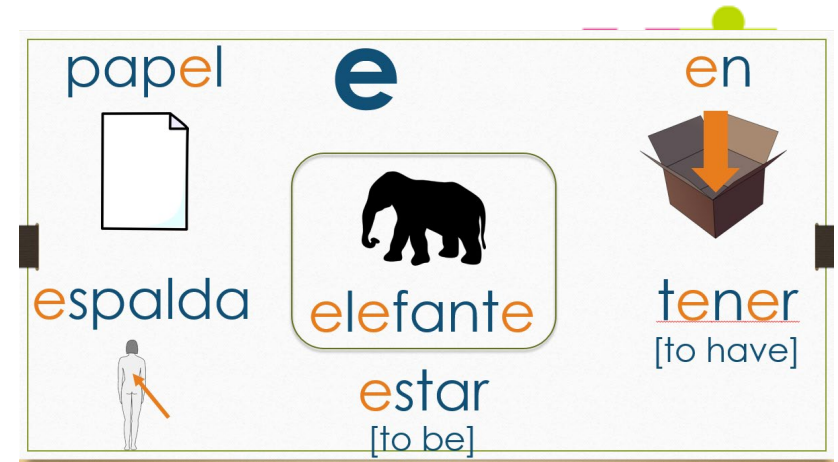 papel
e
en
espalda
elefante
tener
[to have]
estar
[to be]